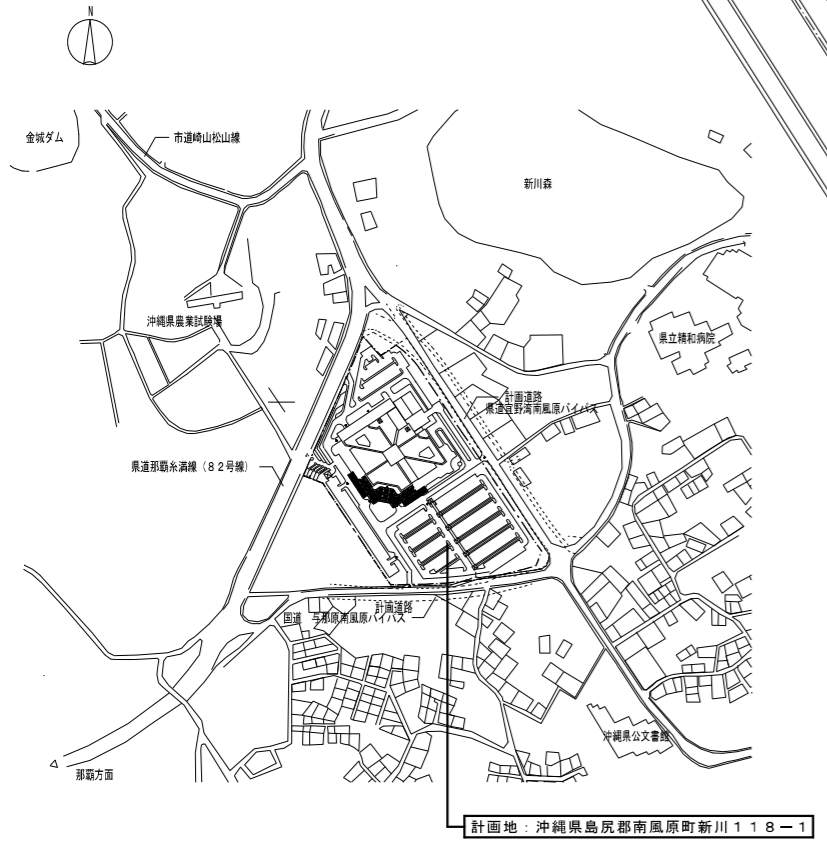 N
金城ダム
市道崎山松山線
新川森
沖縄県農業試験場
県立精和病院
計画道路
県道宜野湾南風原バイパス
県道那覇糸満線（８２号線）
計画道路
国道　与那原南風原バイパス
沖縄県公文書館
那覇方面
計画地：沖縄県島尻郡南風原町新川１１８－１